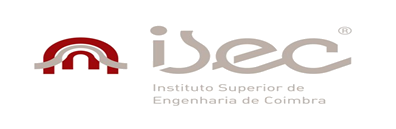 isec®
Instituto Superior de
Engenharia de Coimbra